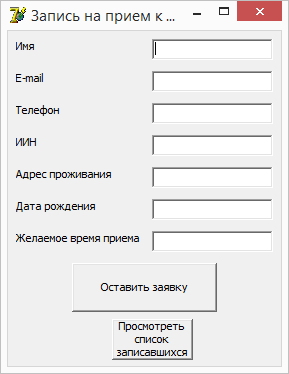 Запись на прием к ...
Имя
E-mail
Телефон
ИИН
Адрес проживания
Дата рождения
Желаемое время приема
Оставить заявку
Просмотреть
список
записавшихся